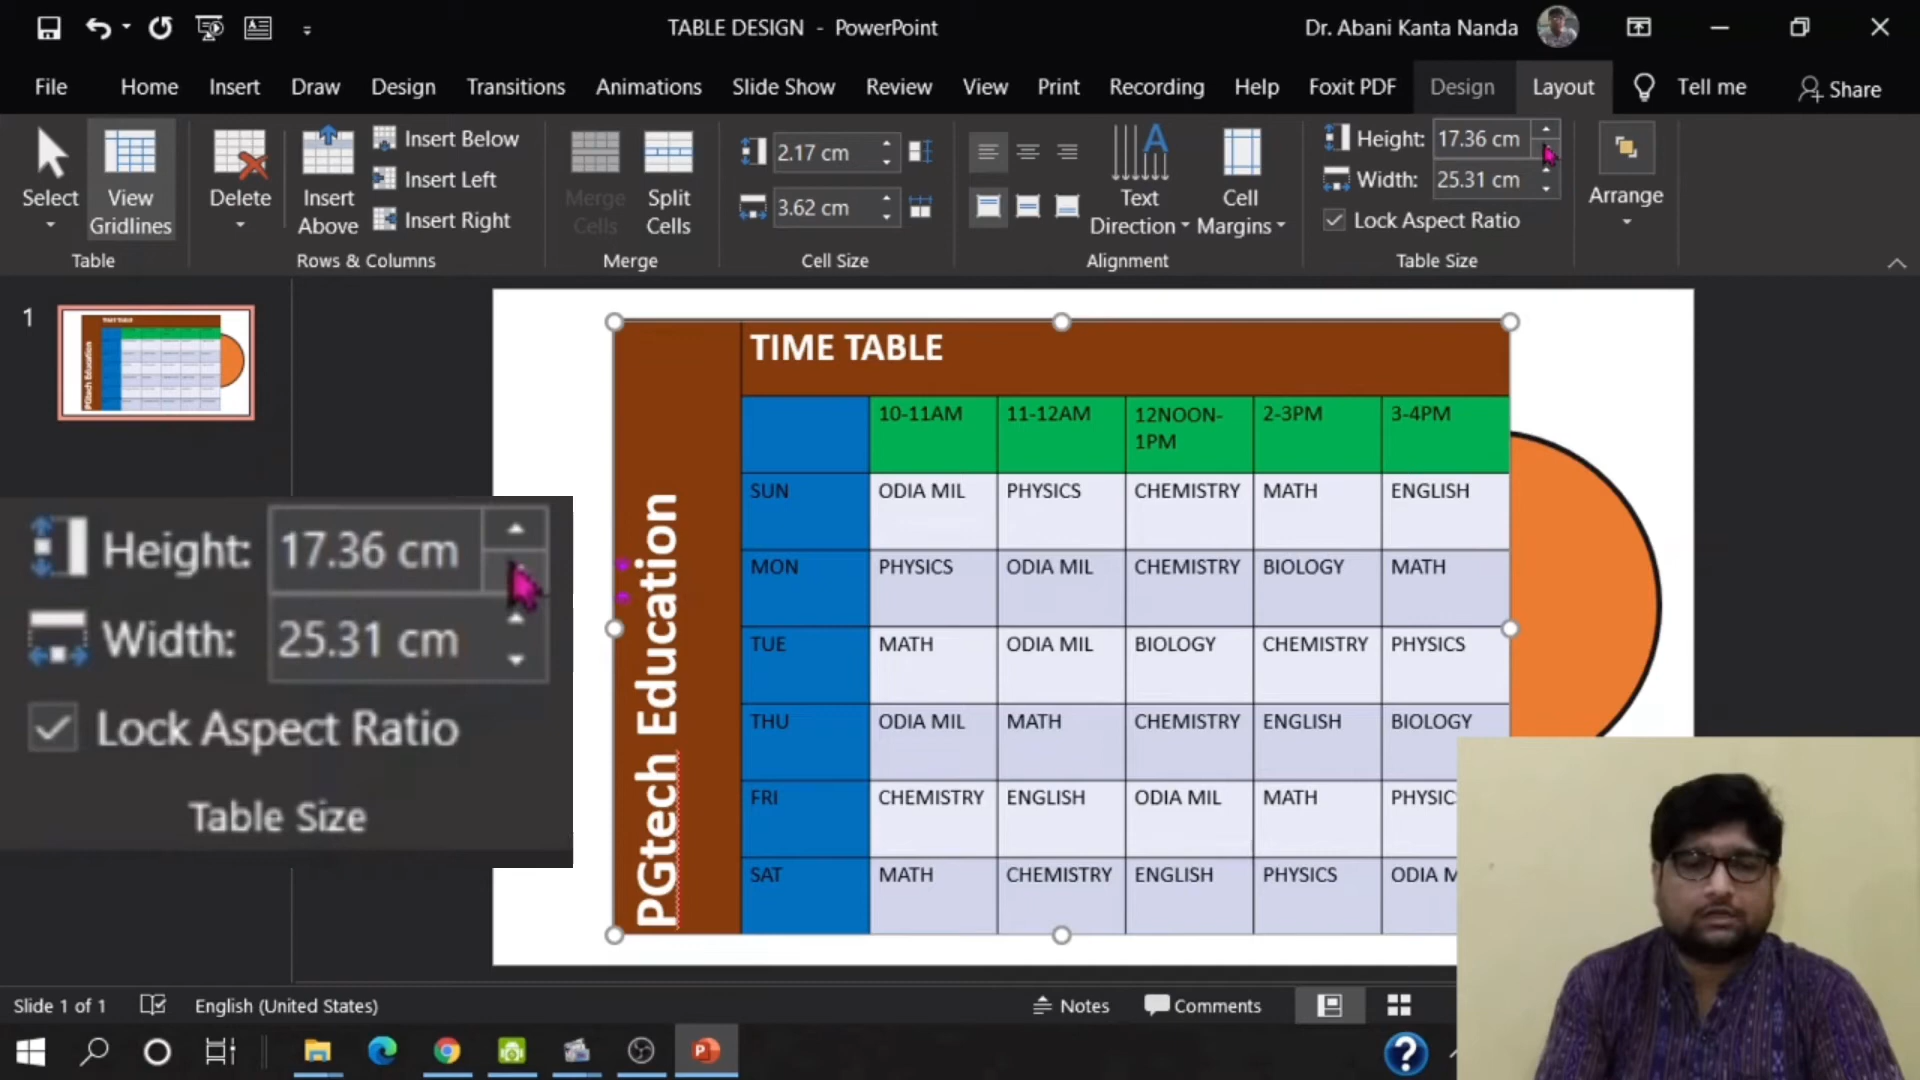 TABLE DESIGN - PowerPoint
Dr. Abani Kanta Nanda
File Home Insert Draw Design Transitions Animations Slide Show Review View Print Recording Help Foxit PDF Design Layout Tell me Share
Select
View Gridlines
Table
Delete
Insert Above
Insert Below
Insert Left
Insert Right
Rows & Columns
Merge Cells
Split Cells
Merge
2.17 cm
3.62 cm
Cell Size
Text Direction
Cell Margins
Alignment
Height: 17.36 cm
Width: 25.31 cm
Lock Aspect Ratio
Table Size
Arrange
1
Height: 17.36 cm
Width: 25.31 cm
Lock Aspect Ratio
Table Size
PGtech Education
TIME TABLE
10-11AM 11-12AM 12NOON-1PM 2-3PM 3-4PM
SUN ODIA MIL PHYSICS CHEMISTRY MATH ENGLISH
MON PHYSICS ODIA MIL CHEMISTRY BIOLOGY MATH
TUE MATH ODIA MIL BIOLOGY CHEMISTRY PHYSICS
THU ODIA MIL MATH CHEMISTRY ENGLISH BIOLOGY
FRI CHEMISTRY ENGLISH ODIA MIL MATH PHYSIC
SAT MATH CHEMISTRY ENGLISH PHYSICS ODIA M
Slide 1 of 1
English (United States)
Notes
Comments